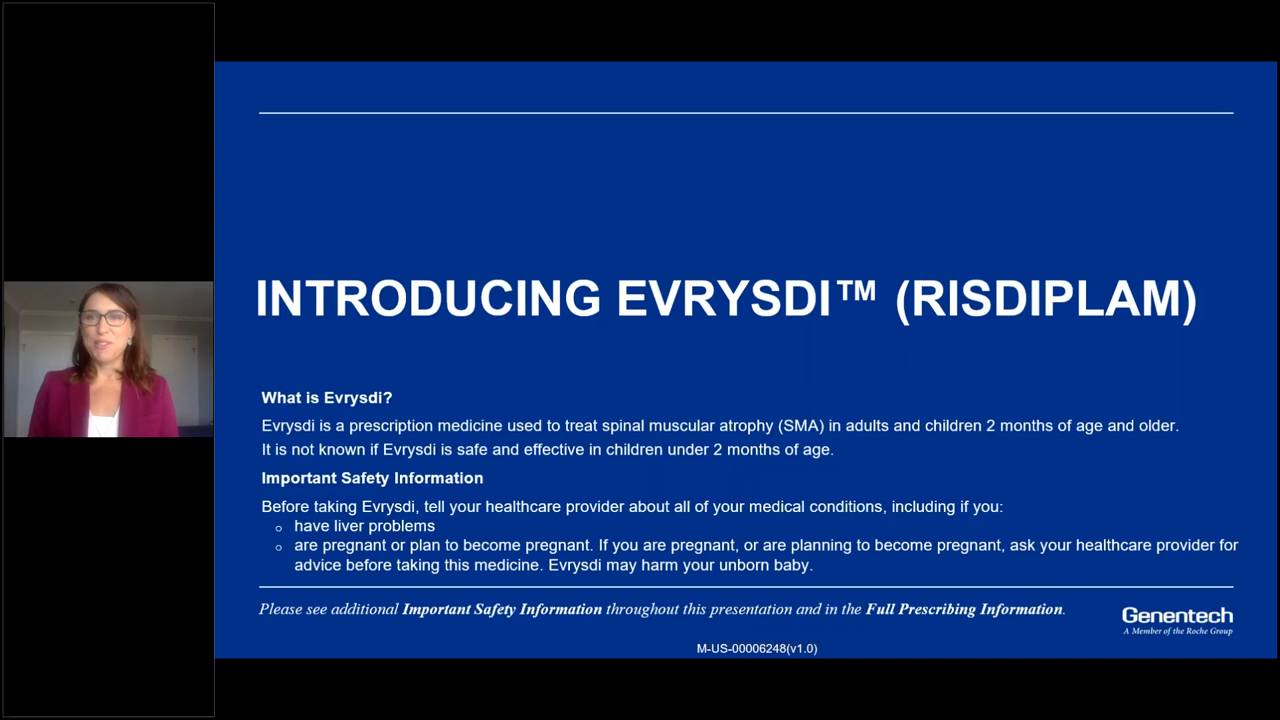 INTRODUCING EVRYSDI™ (RISDIPLAM)
What is Evrysdi?
Evrysdi is a prescription medicine used to treat spinal muscular atrophy (SMA) in adults and children 2 months of age and older.
It is not known if Evrysdi is safe and effective in children under 2 months of age.
Important Safety Information
Before taking Evrysdi, tell your healthcare provider about all of your medical conditions, including if you:
o have liver problems
o are pregnant or plan to become pregnant. If you are pregnant, or are planning to become pregnant, ask your healthcare provider for
advice before taking this medicine. Evrysdi may harm your unborn baby.
Please see additional Important Safety Information throughout this presentation and in the Full Prescribing Information.
Genentech
A Member of the Roche Group
M-US-00006248(v1.0)